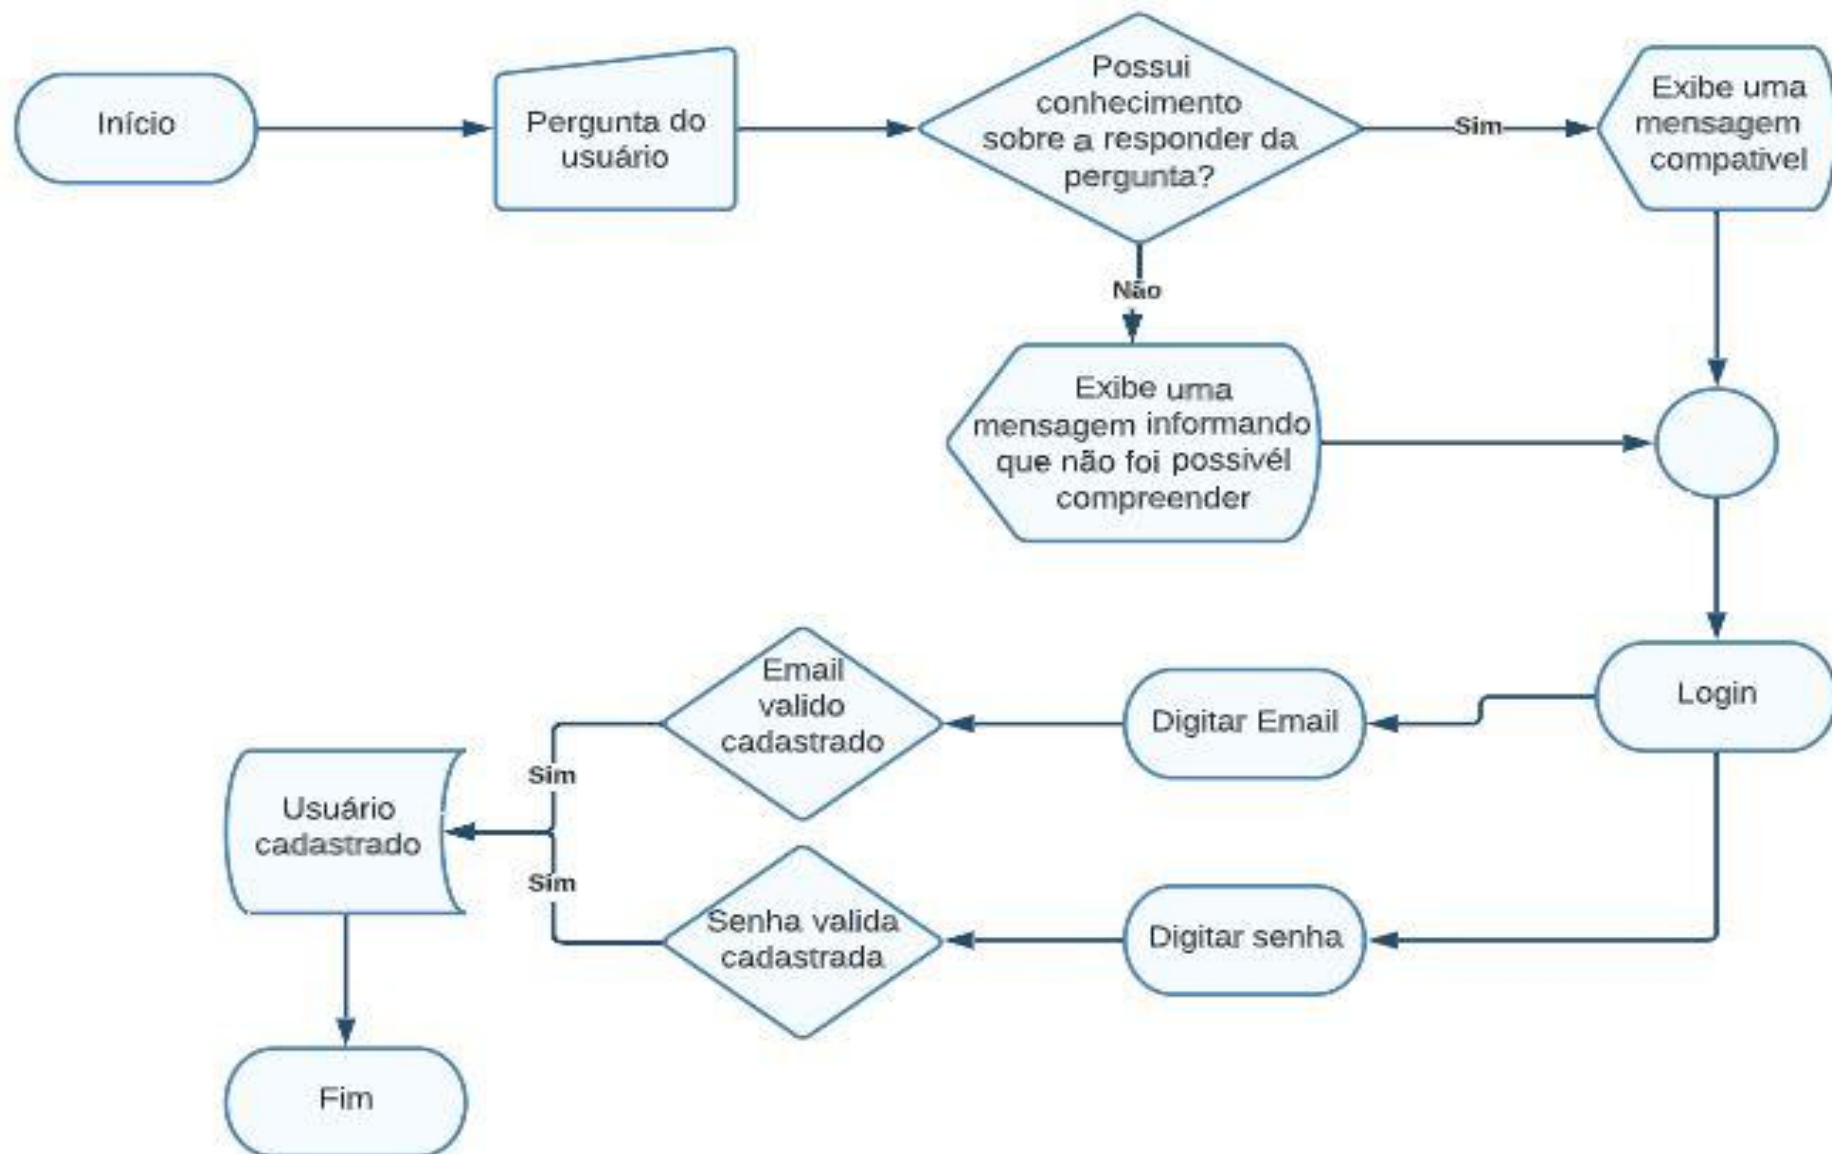 Início
Pergunta do
usuário
Possui
conhecimento
sobre a responder da
pergunta?
Sim
Exibe uma
mensagem
compativel
Não
Exibe uma
mensagem informando
que não foi possivél
compreender
Login
Digitar Email
Email
valido
cadastrado
Sim
Usuário
cadastrado
Sim
Senha valida
cadastrada
Digitar senha
Fim